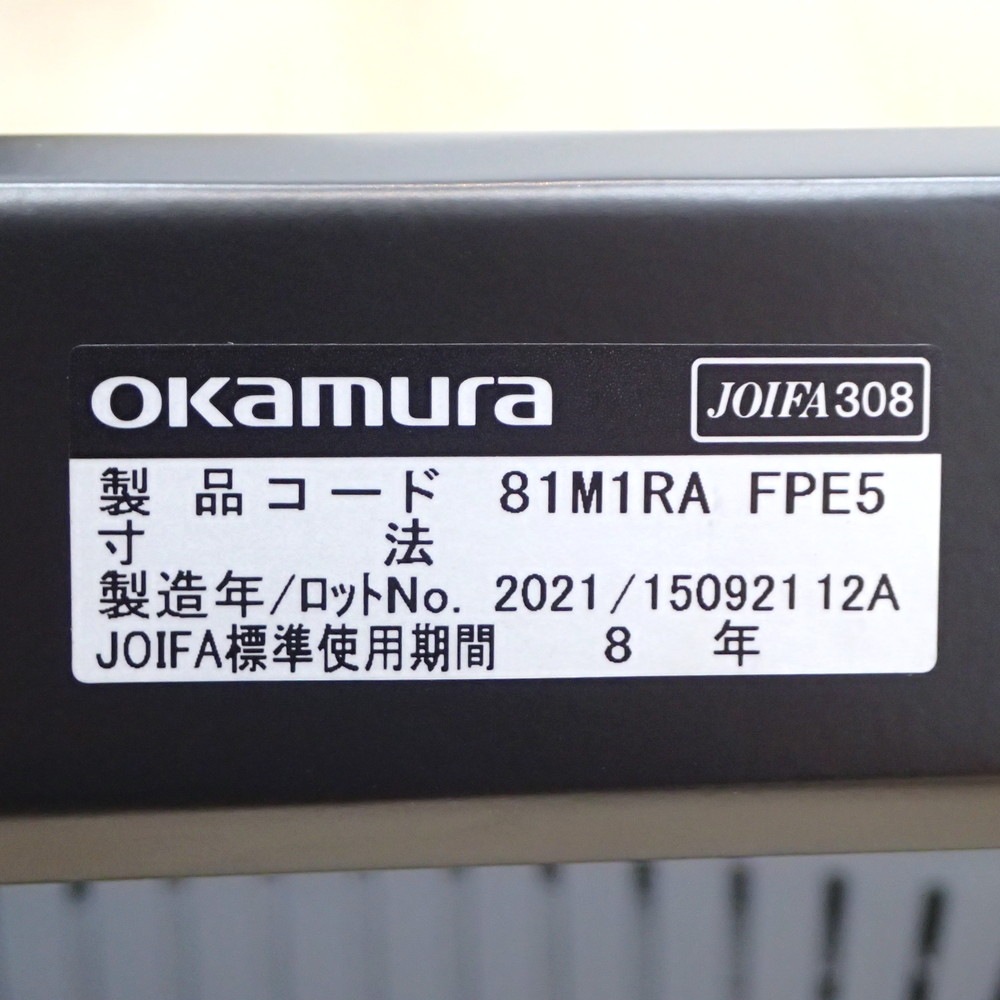 okamura JOIFA308
製品コード 81M1RA FPE5
寸法
製造年/ロットNo. 2021/15092112A
JOIFA標準使用期間 8 年